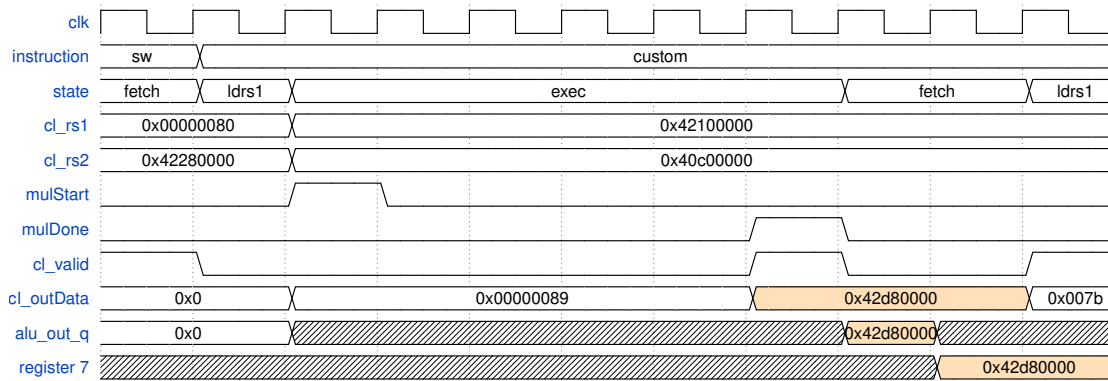 clk
instruction sw custom
state fetch ldrs1 exec fetch ldrs1
cl_rs1 0x00000080 0x42100000
cl_rs2 0x42280000 0x40c00000
mulStart
mulDone
cl_valid
cl_outData 0x0 0x00000089 0x42d80000 0x007b
alu_out_q 0x0 0x42d80000
register 7 0x42d80000